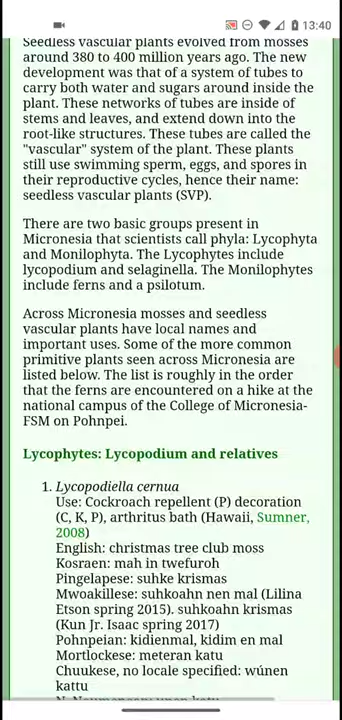 13:40
Seedless vascular plants evolved from mosses
around 380 to 400 million years ago. The new
development was that of a system of tubes to
carry both water and sugars around inside the
plant. These networks of tubes are inside of
stems and leaves, and extend down into the
root-like structures. These tubes are called the
"vascular" system of the plant. These plants
still use swimming sperm, eggs, and spores in
their reproductive cycles, hence their name:
seedless vascular plants (SVP).
There are two basic groups present in
Micronesia that scientists call phyla: Lycophyta
and Monilophyta. The Lycophytes include
lycopodium and selaginella. The Monilophytes
include ferns and a psilotum.
Across Micronesia mosses and seedless
vascular plants have local names and
important uses. Some of the more common
primitive plants seen across Micronesia are
listed below. The list is roughly in the order
that the ferns are encountered on a hike at the
national campus of the College of Micronesia-
FSM on Pohnpei.
Lycophytes: Lycopodium and relatives
1. Lycopodiella cernua
Use: Cockroach repellent (P) decoration
(C, K, P), arthritus bath (Hawaii, Sumner,
2008)
English: christmas tree club moss
Kosraen: mah in twefuroh
Pingelapese: suhke krismas
Mwoakillese: suhkoahn nen mal (Lilina
Etson spring 2015). suhkoahn krismas
(Kun Jr. Isaac spring 2017)
Pohnpeian: kidienmal, kidim en mal
Mortlockese: meteran katu
Chuukese, no locale specified: wúnen
kattu